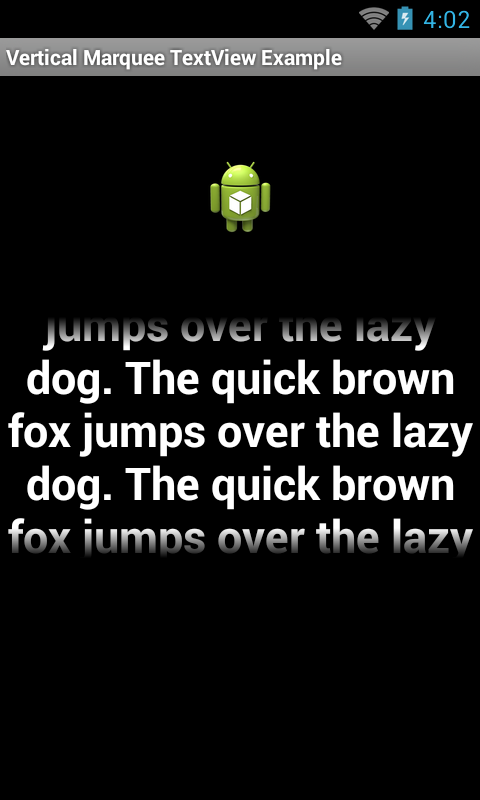 4:02
Vertical Marquee TextView Example
jumps over the lazy
dog. The quick brown
fox jumps over the lazy
dog. The quick brown
fox jumps over the lazy